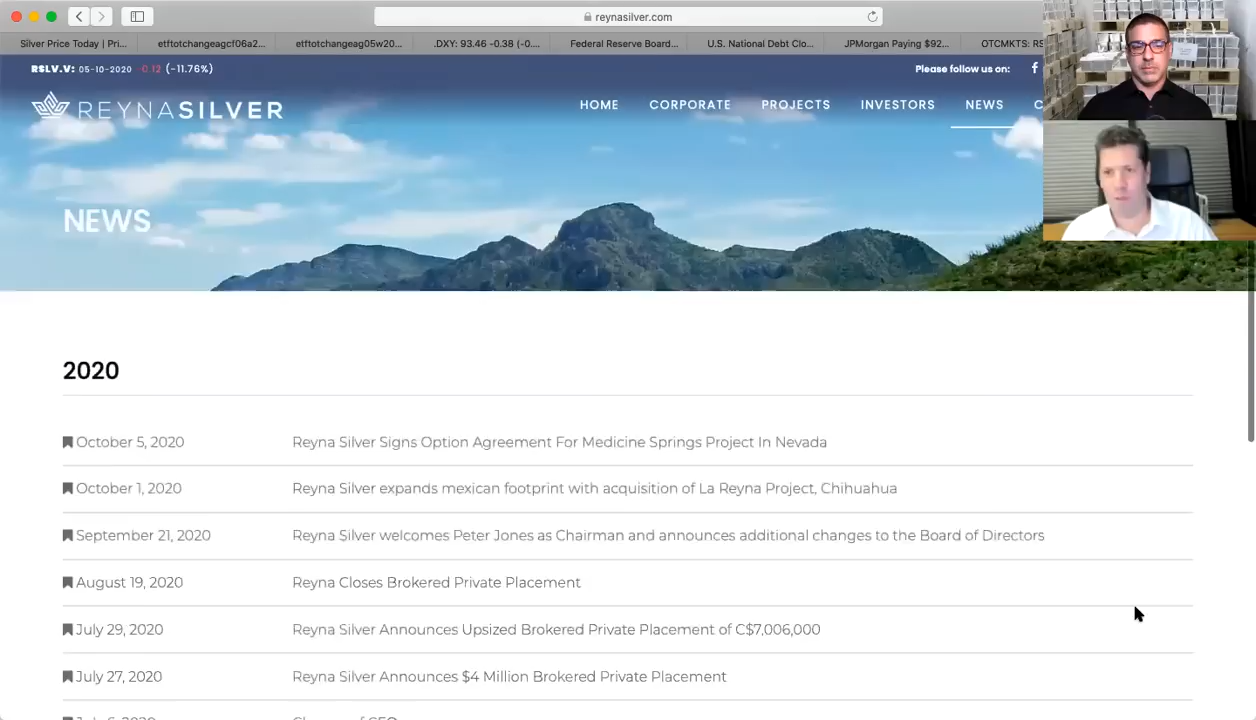 reynasilver.com
Silver Price Today | Pri...
etftotchangeagcf06a2...
etftotchangeag05w20...
.DXY: 93.46 -0.38 (-0....
Federal Reserve Board...
U.S. National Debt Clo...
JPMorgan Paying $92...
OTCMKTS: RS
RSLV.V: 05-10-2020 -0.12 (-11.76%)
Please follow us on:
REYNASILVER
HOME
CORPORATE
PROJECTS
INVESTORS
NEWS
C
NEWS
2020
October 5, 2020 Reyna Silver Signs Option Agreement For Medicine Springs Project In Nevada
October 1, 2020 Reyna Silver expands mexican footprint with acquisition of La Reyna Project, Chihuahua
September 21, 2020 Reyna Silver welcomes Peter Jones as Chairman and announces additional changes to the Board of Directors
August 19, 2020 Reyna Closes Brokered Private Placement
July 29, 2020 Reyna Silver Announces Upsized Brokered Private Placement of C$7,006,000
July 27, 2020 Reyna Silver Announces $4 Million Brokered Private Placement